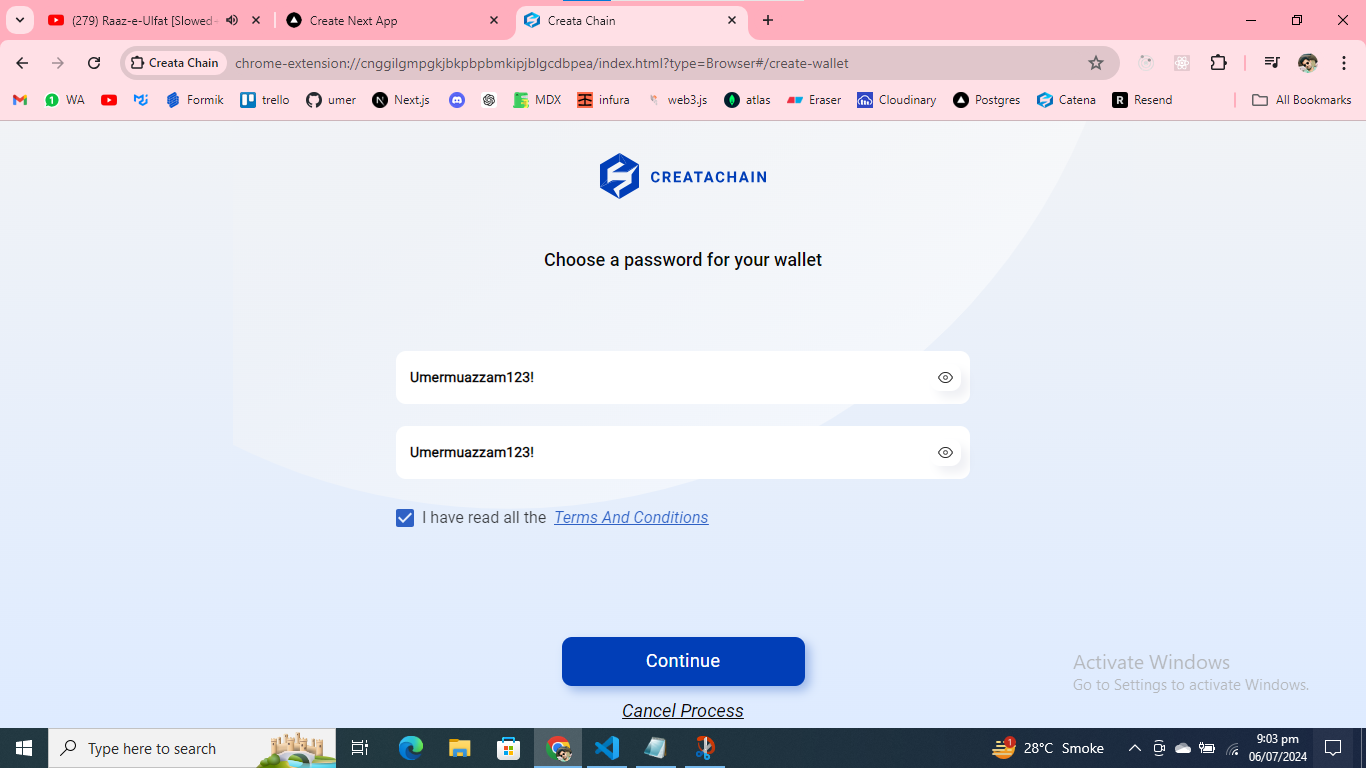 (279) Raaz-e-Ulfat [Slowed
Create Next App
Creata Chain
Creata Chain
chrome-extension://cnggilgmpgkjbkpbpbmkipjblgcdbpea/index.html?type=Browser#/create-wallet
WA
Formik
trello
umer
Next.js
MDX
infura
web3.js
atlas
Eraser
Cloudinary
Postgres
Catena
Resend
All Bookmarks
CREATACHAIN
Choose a password for your wallet
Umermuazzam123!
Umermuazzam123!
I have read all the Terms And Conditions
Continue
Activate Windows
Go to Settings to activate Windows.
Cancel Process
Type here to search
28°C Smoke
9:03 pm
06/07/2024